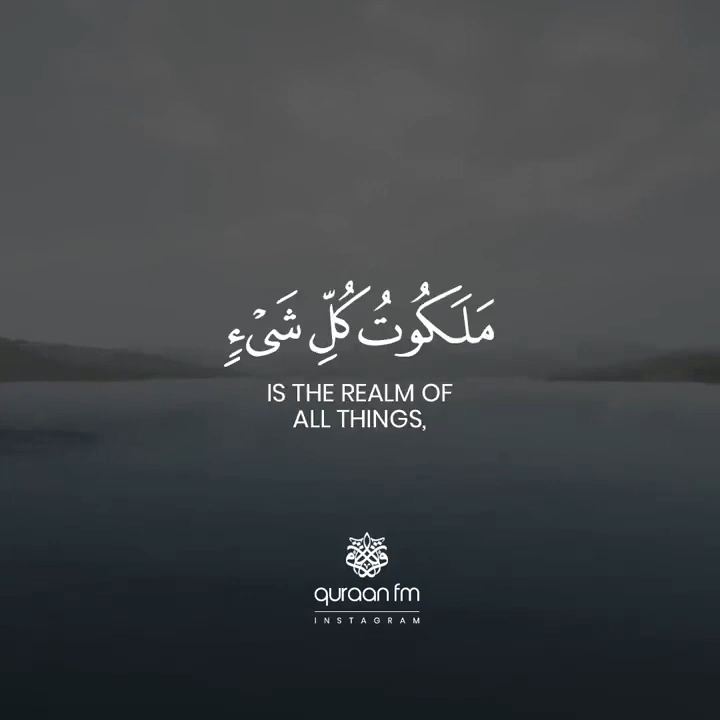 مَلَكُوتُ كُلِّ شَىْءٍ
IS THE REALM OF
ALL THINGS,
quraan fm
INSTAGRAM